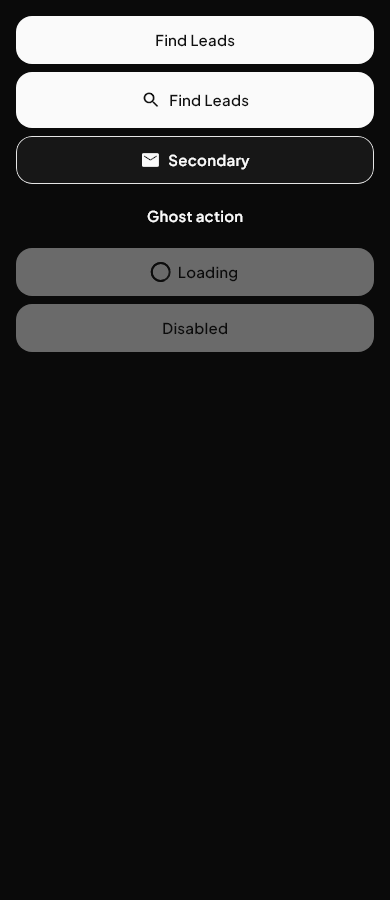 Find Leads
Find Leads
Secondary
Ghost action
Loading
Disabled